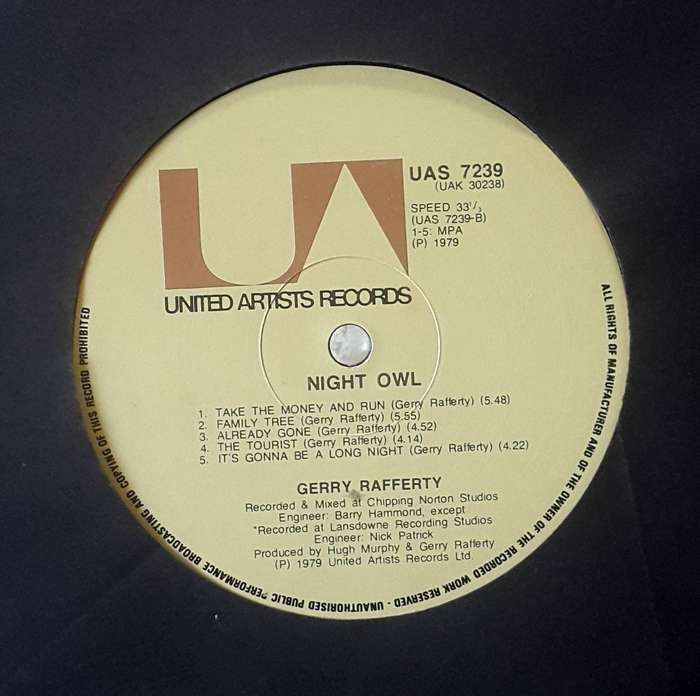 UA
UNITED ARTISTS RECORDS
UAS 7239
(UAK 30238)
SPEED 33⅓
(UAS 7239-B)
1-5: MPA
(P) 1979
NIGHT OWL
1. TAKE THE MONEY AND RUN (Gerry Rafferty) (5.48)
2. FAMILY TREE (Gerry Rafferty) (5.55)
3. ALREADY GONE (Gerry Rafferty) (4.52)
4. THE TOURIST (Gerry Rafferty) (4.14)
5. IT'S GONNA BE A LONG NIGHT (Gerry Rafferty) (4.22)
GERRY RAFFERTY
Recorded & Mixed at Chipping Norton Studios
Engineer: Barry Hammond, except
*Recorded at Lansdowne Recording Studios
Engineer: Nick Patrick
Produced by Hugh Murphy & Gerry Rafferty
(P) 1979 United Artists Records Ltd.
ALL RIGHTS OF MANUFACTURER AND OF THE OWNER OF THE RECORDED WORK RESERVED - UNAUTHORISED PUBLIC PERFORMANCE BROADCASTING AND COPYING OF THIS RECORD PROHIBITED